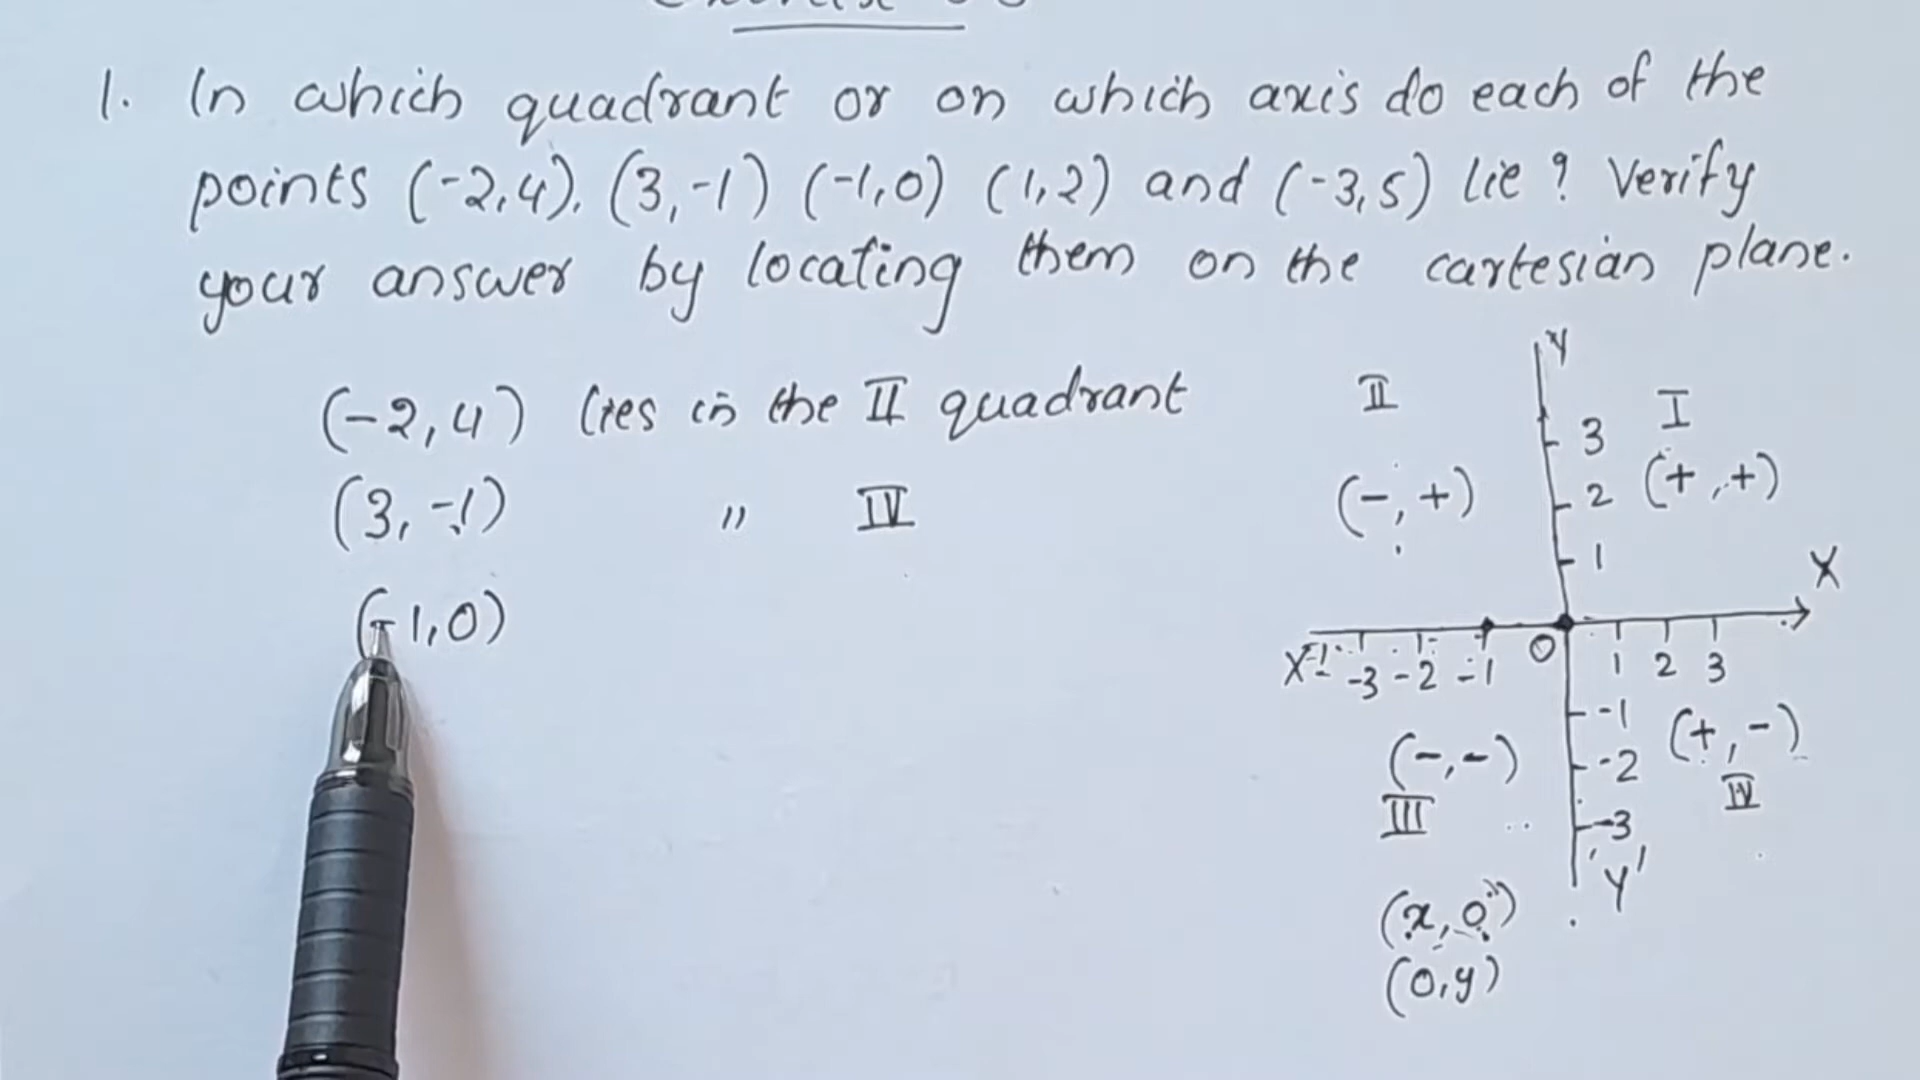 1. In which quadrant or on which axis do each of the
points (-2,4), (3,-1) (-1,0) (1,2) and (-3,5) lie ? Verify
your answer by locating them on the cartesian plane.
(-2,4) lies in the II quadrant
(3,-1) " IV
(-1,0)
Y
II I
3
(-,+) 2 (+,+)
1
X
X' -3 -2 -1 0 1 2 3
-1
(-,-) -2 (+,-)
III IV
-3
Y'
(x,0)
(0,y)